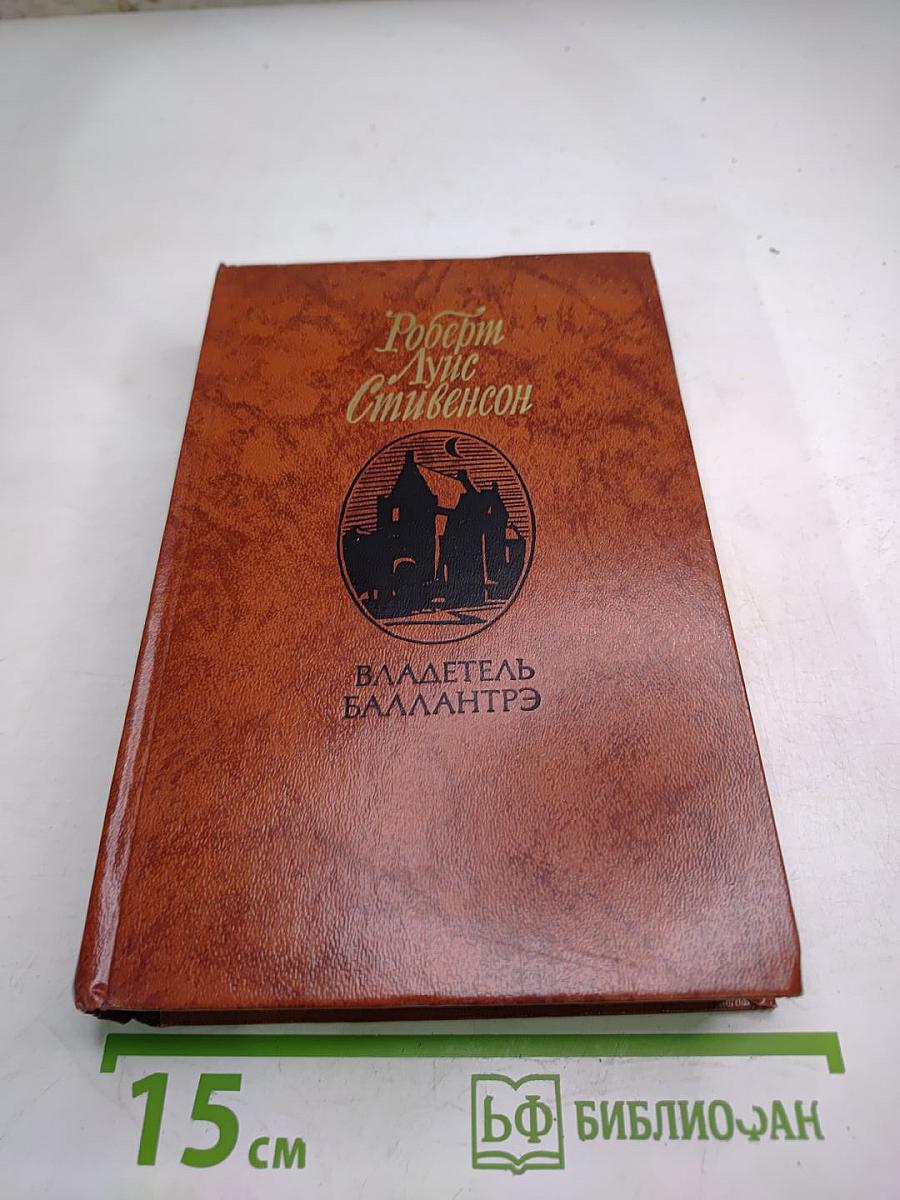 Роберт
Луис
Стивенсон
ВЛАДЕТЕЛЬ
БАЛЛАНТРЭ
15 см
БФ БИБЛИОФАН